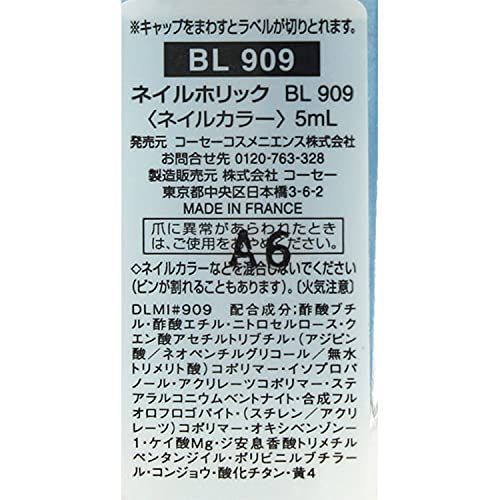 ※キャップをまわすとラベルが切りとれます。
BL 909
ネイルホリック BL 909
〈ネイルカラー〉5mL
発売元 コーセーコスメニエンス株式会社
お問合せ先 0120-763-328
製造販売元 株式会社 コーセー
東京都中央区日本橋3-6-2
MADE IN FRANCE
爪に異常があらわれたとき
は、ご使用をおやめください。
A6
◇ネイルカラーなどを混合しないでください
(ビンが割れることもあります)。〔火気注意〕
DLMI#909 配合成分:酢酸ブチ
ル・酢酸エチル・ニトロセルロース・ク
エン酸アセチルトリブチル・(アジピ
ン酸/ネオペンチルグリコール/無水
トリメリト酸)コポリマー・イソプロパ
ノール・アクリレーツコポリマー・ステ
アラルコニウムベントナイト・合成フル
オロフロゴパイト・(スチレン/アクリ
レーツ)コポリマー・オキシベンゾン-
1・ケイ酸Mg・ジ安息香酸トリメチル
ペンタンジイル・ポリビニルブチラー
ル・コンジョウ・酸化チタン・黄4